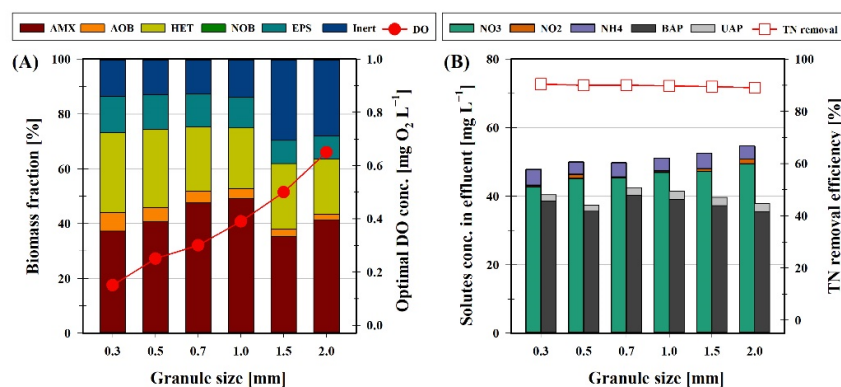 AMX AOB HET NOB EPS Inert DO
NO3 NO2 NH4 BAP UAP TN removal
(A)
Biomass fraction [%]
100
80
60
40
20
0
0.3 0.5 0.7 1.0 1.5 2.0
Granule size [mm]
1.0
0.8
0.6
0.4
0.2
0.0
Optimal DO conc. [mg O₂ L⁻¹]
(B)
Solutes conc. in effluent [mg L⁻¹]
80
60
40
20
0
0.3 0.5 0.7 1.0 1.5 2.0
Granule size [mm]
100
80
60
40
20
0
TN removal efficiency [%]